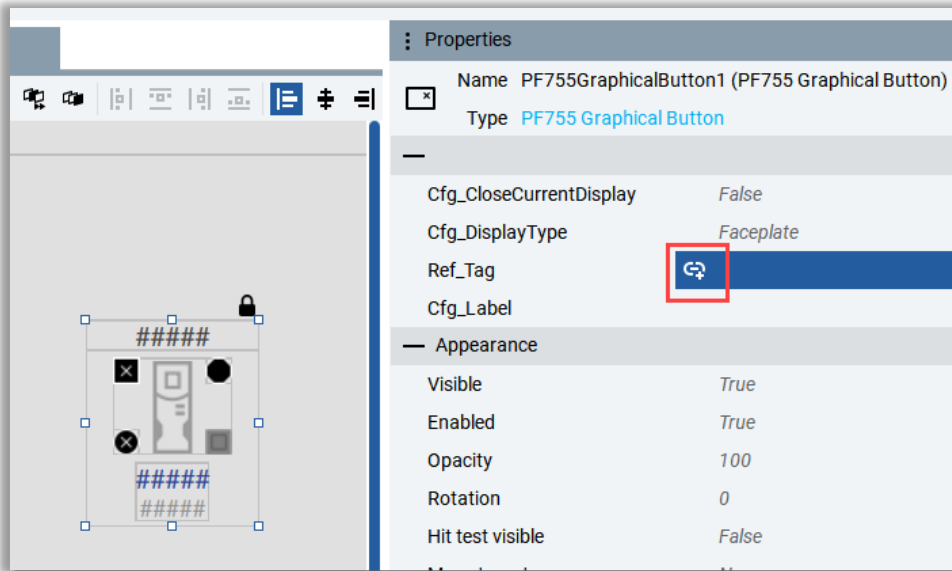 Properties
Name PF755GraphicalButton1 (PF755 Graphical Button)
Type PF755 Graphical Button
Cfg_CloseCurrentDisplay False
Cfg_DisplayType Faceplate
Ref_Tag
Cfg_Label
Appearance
Visible True
Enabled True
Opacity 100
Rotation 0
Hit test visible False
#####
#####
#####